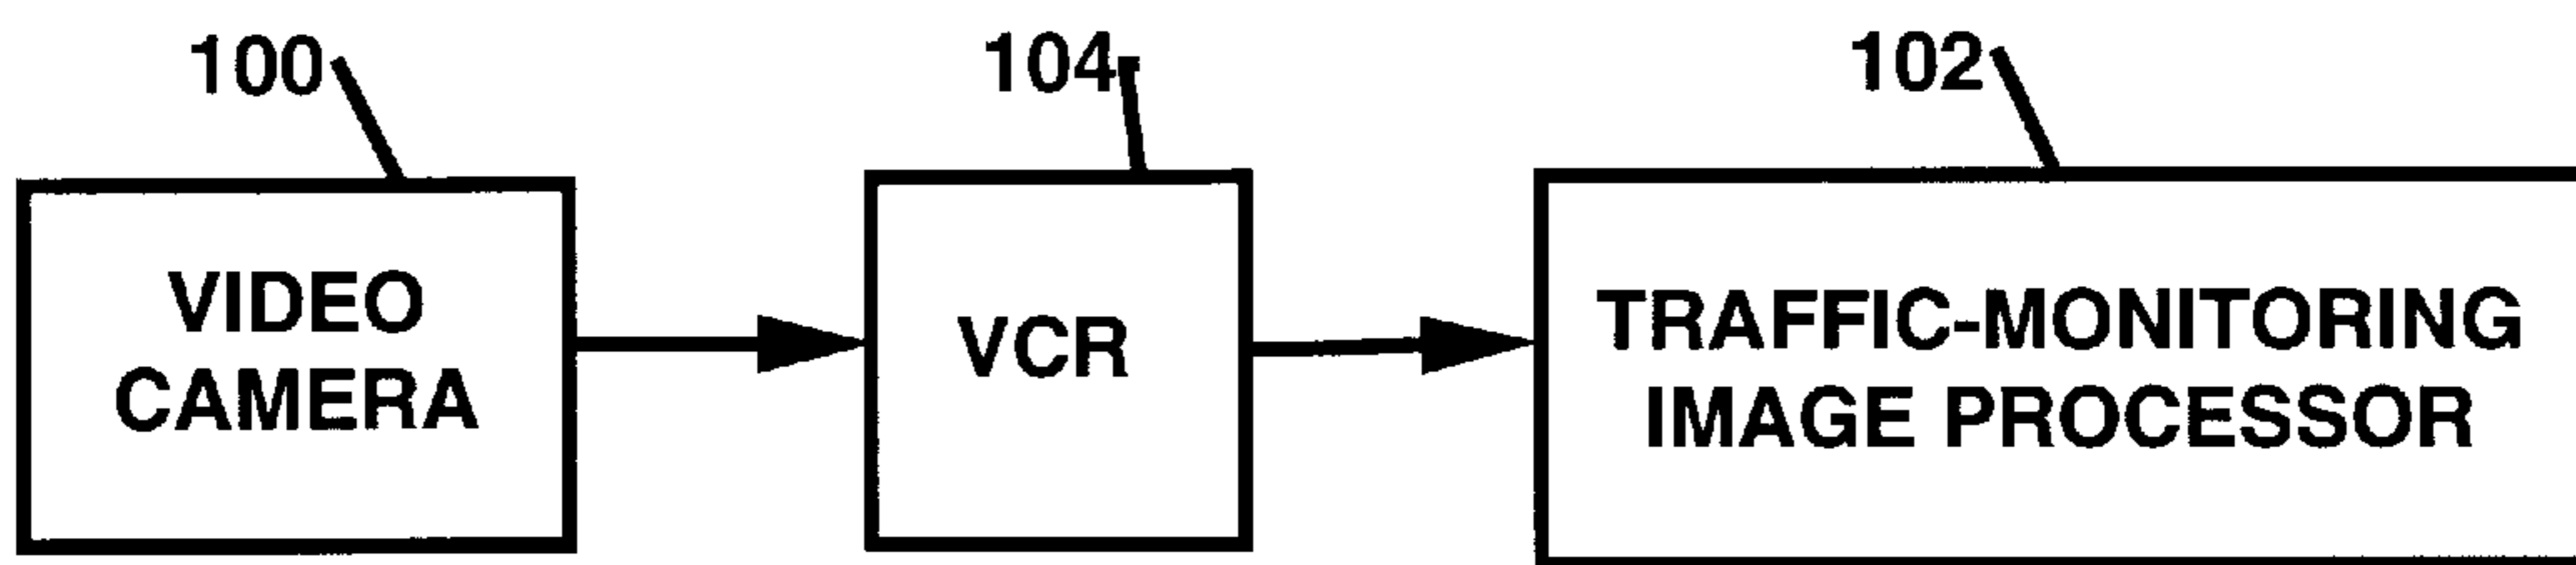 100
104
102
VIDEO
CAMERA
VCR
TRAFFIC-MONITORING
IMAGE PROCESSOR